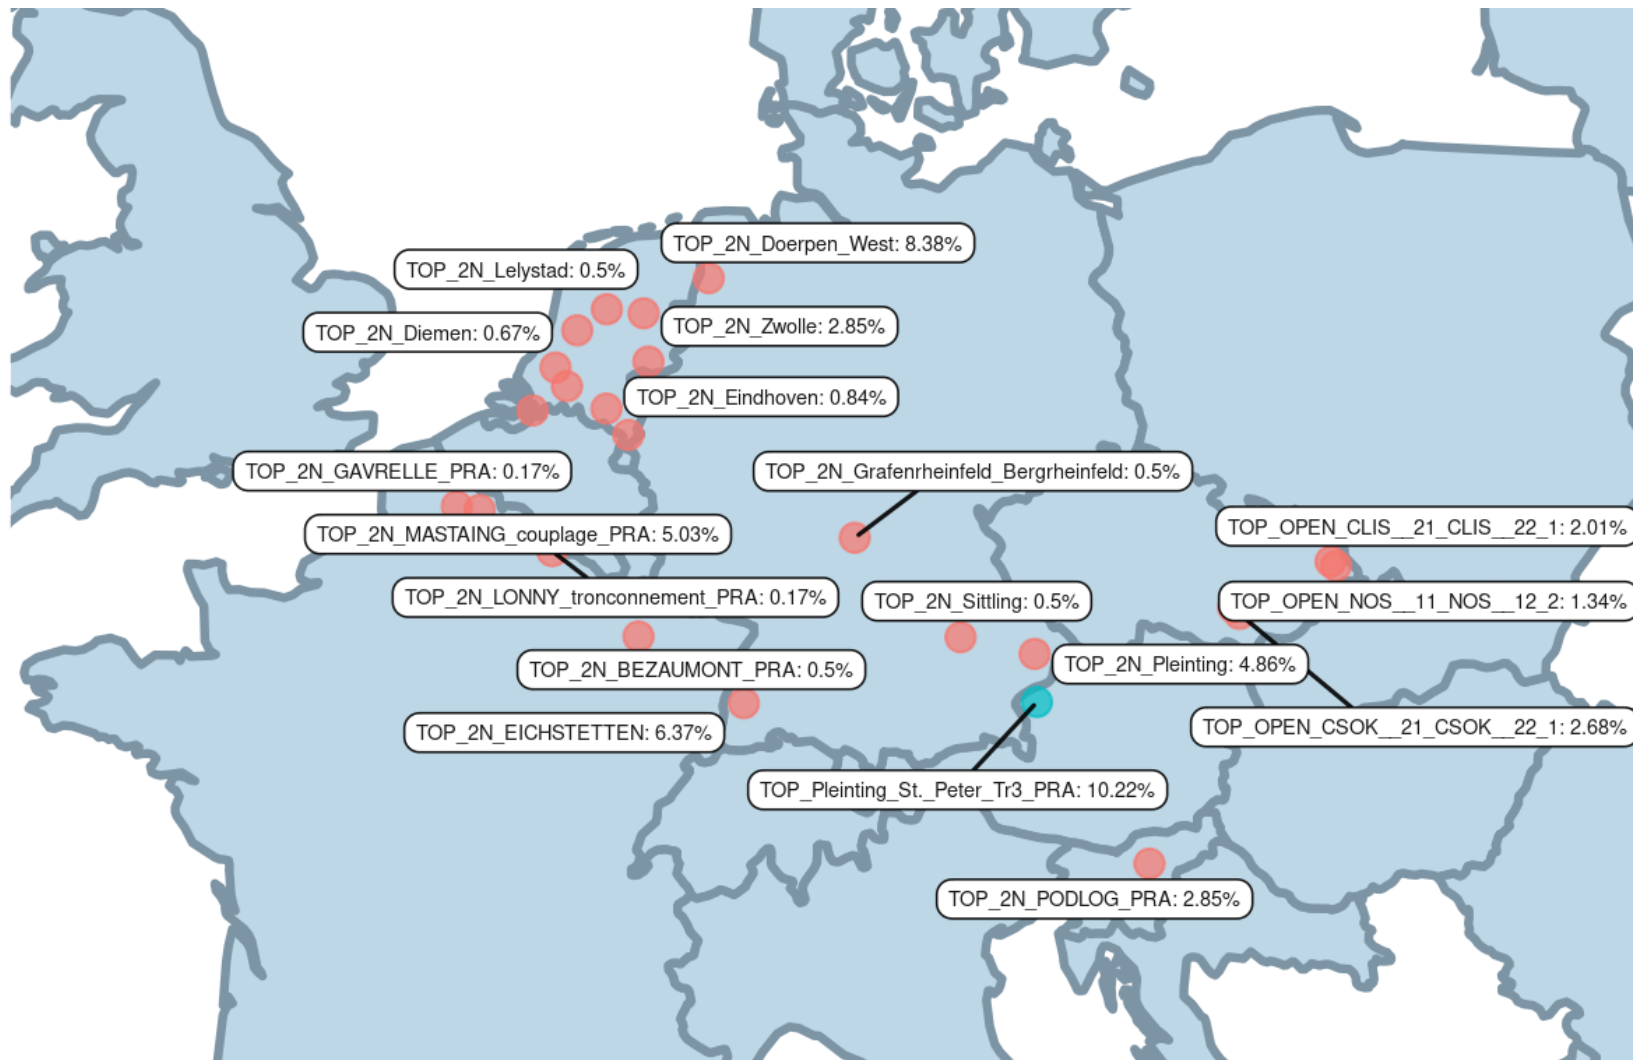 TOP_2N_Doerpen_West: 8.38%
TOP_2N_Lelystad: 0.5%
TOP_2N_Zwolle: 2.85%
TOP_2N_Diemen: 0.67%
TOP_2N_Eindhoven: 0.84%
TOP_2N_GAVRELLE_PRA: 0.17%
TOP_2N_Grafenrheinfeld_Bergrheinfeld: 0.5%
TOP_OPEN_CLIS__21_CLIS__22_1: 2.01%
TOP_2N_MASTAING_couplage_PRA: 5.03%
TOP_2N_LONNY_tronconnement_PRA: 0.17%
TOP_2N_Sittling: 0.5%
TOP_OPEN_NOS__11_NOS__12_2: 1.34%
TOP_2N_BEZAUMONT_PRA: 0.5%
TOP_2N_Pleinting: 4.86%
TOP_2N_EICHSTETTEN: 6.37%
TOP_OPEN_CSOK__21_CSOK__22_1: 2.68%
TOP_Pleinting_St._Peter_Tr3_PRA: 10.22%
TOP_2N_PODLOG_PRA: 2.85%